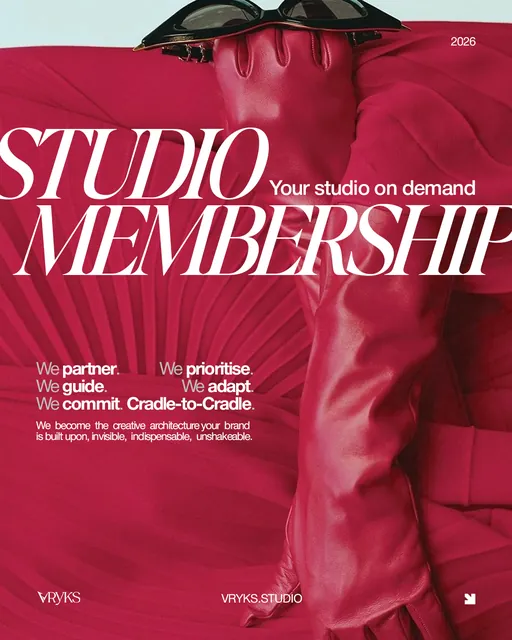 2026
STUDIO
Your studio on demand
MEMBERSHIP
We partner. We prioritise.
We guide. We adapt.
We commit. Cradle-to-Cradle.
We become the creative architecture your brand
is built upon, invisible, indispensable, unshakeable.
VRYKS
VRYKS.STUDIO